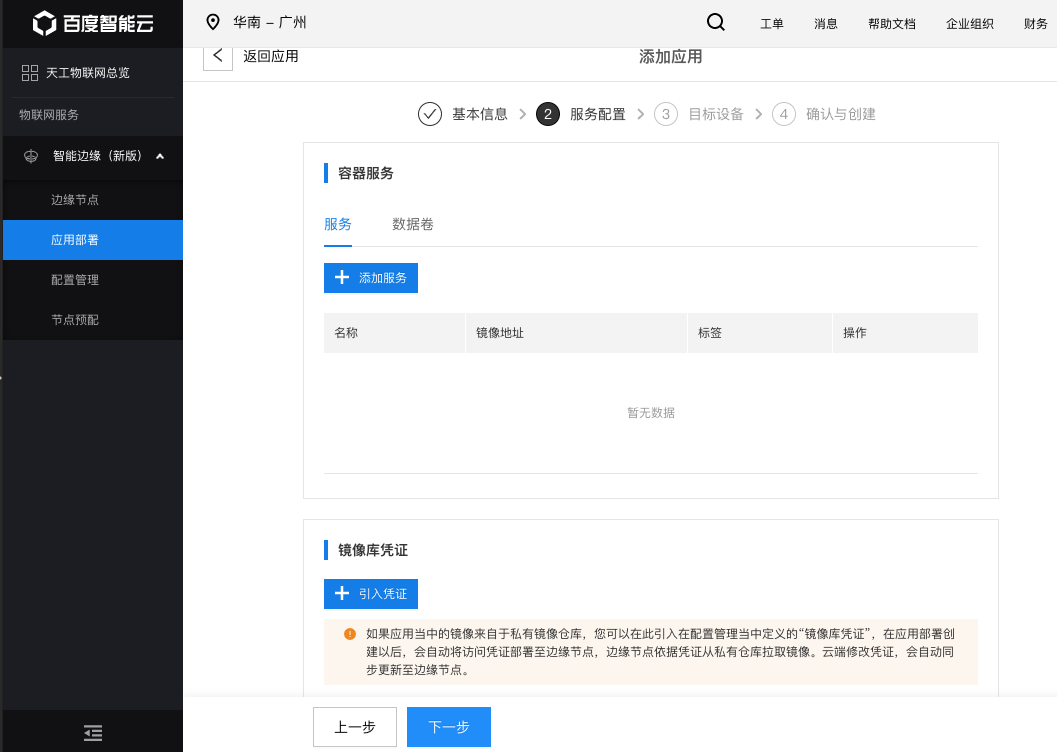 百度智能云
华南 – 广州
工单
消息
帮助文档
企业组织
财务
天工物联网总览
物联网服务
智能边缘（新版）
边缘节点
应用部署
配置管理
节点预配
返回应用
添加应用
基本信息
2 服务配置
3 目标设备
4 确认与创建
容器服务
服务
数据卷
添加服务
名称
镜像地址
标签
操作
暂无数据
镜像库凭证
引入凭证
如果应用当中的镜像来自于私有镜像仓库，您可以在此引入在配置管理当中定义的“镜像库凭证”，在应用部署创
建以后，会自动将访问凭证部署至边缘节点，边缘节点依据凭证从私有仓库拉取镜像。云端修改凭证，会自动同
步更新至边缘节点。
上一步
下一步